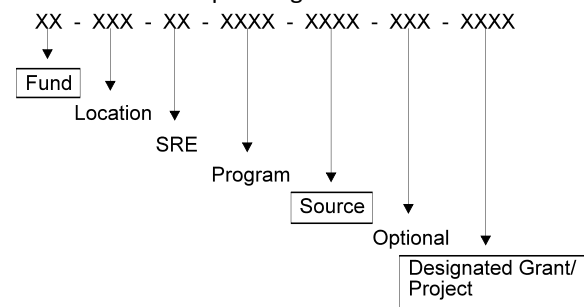 XX - XXX - XX - XXXX - XXXX - XXX - XXXX
Fund
Location
SRE
Program
Source
Optional
Designated Grant/
Project